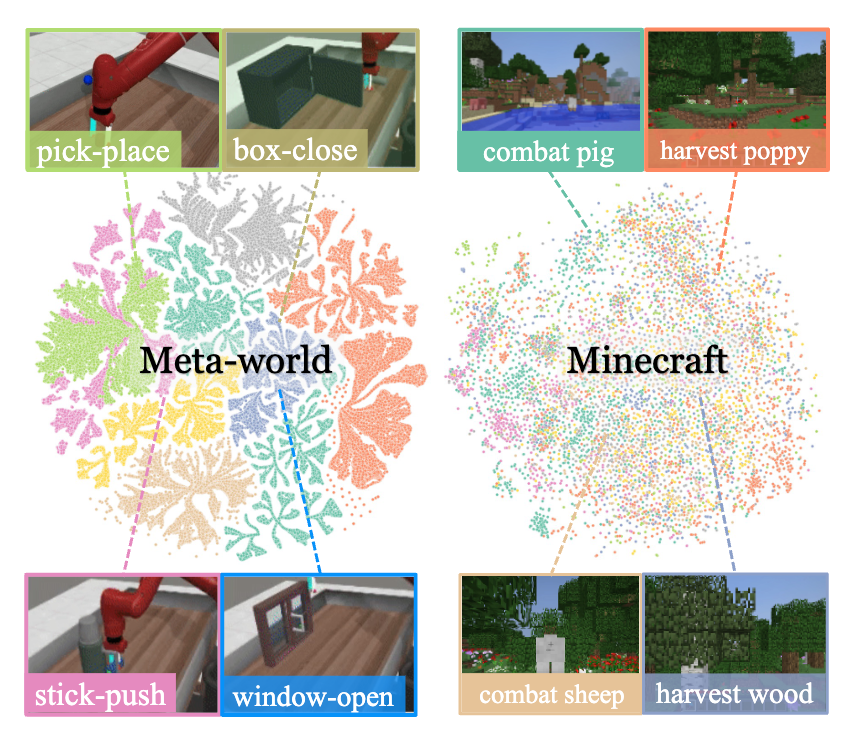 pick-place
box-close
combat pig
harvest poppy
Meta-world
Minecraft
stick-push
window-open
combat sheep
harvest wood